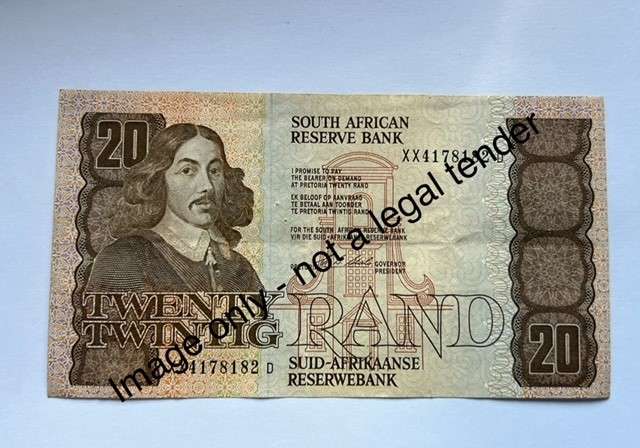 20
SOUTH AFRICAN
RESERVE BANK
XX4178182 D
I PROMISE TO PAY
THE BEARER ON DEMAND
AT PRETORIA TWENTY RAND
EK BELOOF OP AANVRAAG
TE BETAAL AAN TOONDER
TE PRETORIA TWINTIG RAND
FOR THE SOUTH AFRICAN RESERVE BANK
VIR DIE SUID-AFRIKAANSE RESERWEBANK
GOVERNOR
PRESIDENT
TWENTY
TWINTIG RAND
4178182 D
SUID-AFRIKAANSE
RESERWEBANK
20
Image only - not a legal tender